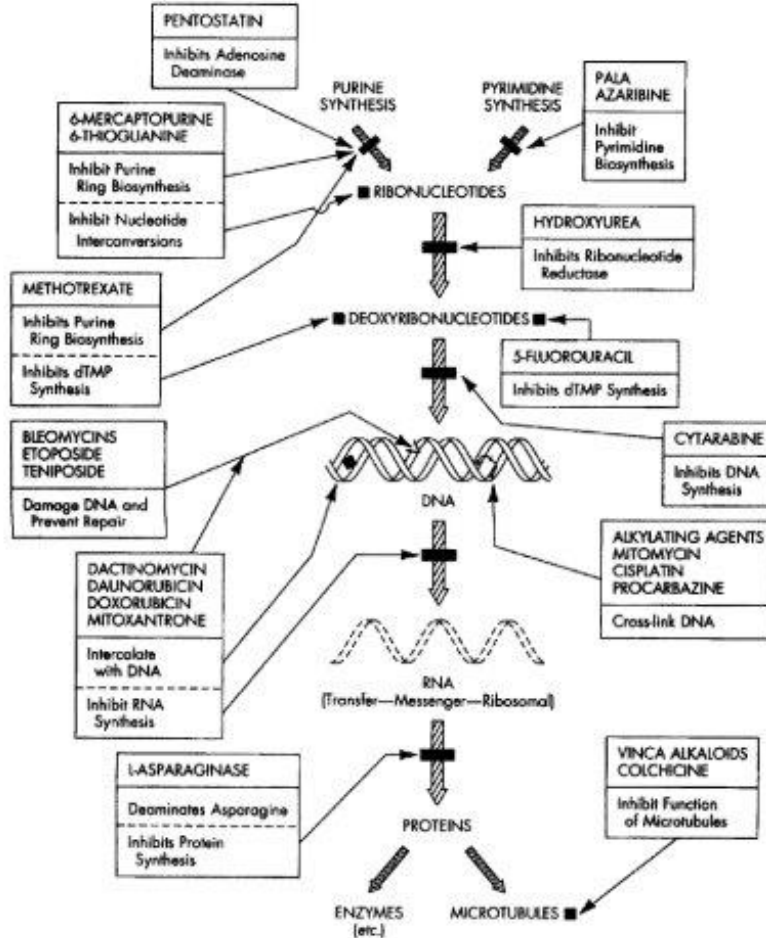 PENTOSTATIN
Inhibits Adenosine
Deaminase
PURINE
SYNTHESIS
PYRIMIDINE
SYNTHESIS
PALA
AZARIBINE
Inhibit
Pyrimidine
Biosynthesis
6-MERCAPTOPURINE
6-THIOGUANINE
Inhibit Purine
Ring Biosynthesis
Inhibit Nucleotide
Interconversions
RIBONUCLEOTIDES
HYDROXYUREA
Inhibits Ribonucleotide
Reductase
METHOTREXATE
Inhibits Purine
Ring Biosynthesis
Inhibits dTMP
Synthesis
DEOXYRIBONUCLEOTIDES
5-FLUOROURACIL
Inhibits dTMP Synthesis
BLEOMYCINS
ETOPOSIDE
TENIPOSIDE
Damage DNA and
Prevent Repair
CYTARABINE
Inhibits DNA
Synthesis
DNA
DACTINOMYCIN
DAUNORUBICIN
DOXORUBICIN
MITOXANTRONE
Intercalate
with DNA
Inhibit RNA
Synthesis
ALKYLATING AGENTS
MITOMYCIN
CISPLATIN
PROCARBAZINE
Cross-link DNA
RNA
(Transfer—Messenger—Ribosomal)
L-ASPARAGINASE
Deaminates Asparagine
Inhibits Protein
Synthesis
PROTEINS
VINCA ALKALOIDS
COLCHICINE
Inhibit Function
of Microtubules
ENZYMES
(etc.)
MICROTUBULES